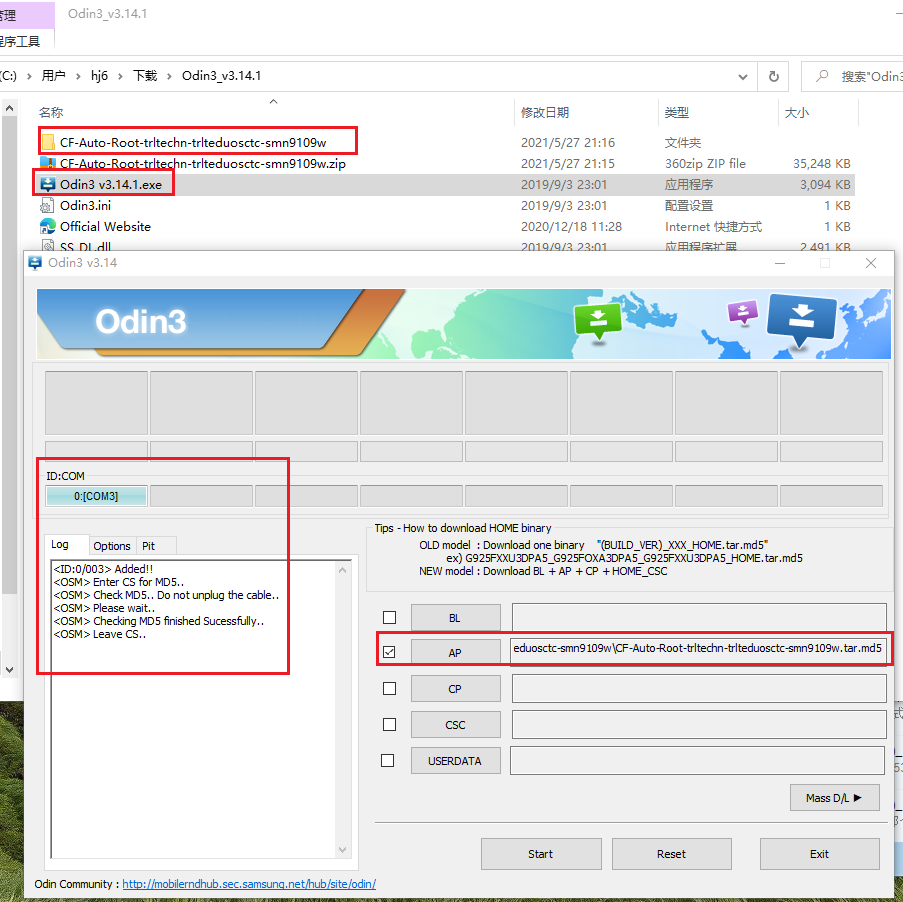 管理
Odin3_v3.14.1
程序工具
(C:) › 用户 › hj6 › 下载 › Odin3_v3.14.1
搜索"Odin3
名称 修改日期 类型 大小
CF-Auto-Root-trltechn-trlteduosctc-smn9109w 2021/5/27 21:16 文件夹
CF-Auto-Root-trltechn-trlteduosctc-smn9109w.zip 2021/5/27 21:15 360zip ZIP file 35,248 KB
Odin3 v3.14.1.exe 2019/9/3 23:01 应用程序 3,094 KB
Odin3.ini 2019/9/3 23:01 配置设置 1 KB
Official Website 2020/12/18 11:28 Internet 快捷方式 1 KB
SS_DL.dll 2019/9/3 23:01 应用程序扩展 2,491 KB
Odin3 v3.14
Odin3
ID:COM
0:[COM3]
Log Options Pit
<ID:0/003> Added!!
<OSM> Enter CS for MD5..
<OSM> Check MD5.. Do not unplug the cable..
<OSM> Please wait..
<OSM> Checking MD5 finished Sucessfully..
<OSM> Leave CS..
Tips - How to download HOME binary
OLD model : Download one binary "(BUILD_VER)_XXX_HOME.tar.md5"
ex) G925FXXU3DPA5_G925FOXA3DPA5_G925FXXU3DPA5_HOME.tar.md5
NEW model : Download BL + AP + CP + HOME_CSC
BL
AP eduosctc-smn9109w\CF-Auto-Root-trltechn-trlteduosctc-smn9109w.tar.md5
CP
CSC
USERDATA
Mass D/L ►
Start Reset Exit
Odin Community : http://mobilerndhub.sec.samsung.net/hub/site/odin/